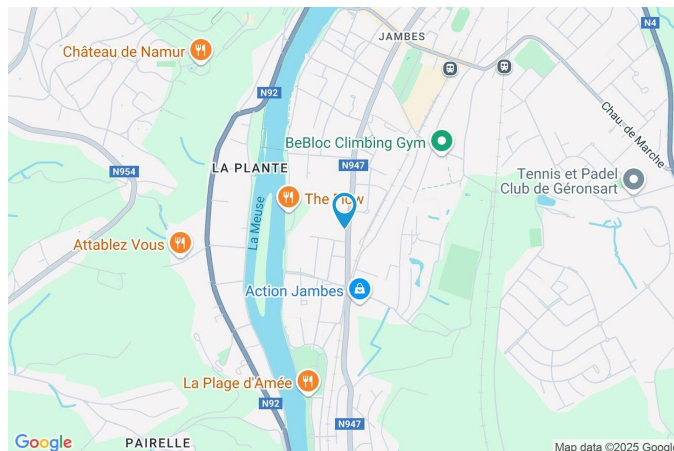 Château de Namur
JAMBES
N4
N92
Chau. de Marche
BeBloc Climbing Gym
N947
N954
LA PLANTE
Tennis et Padel
Club de Géronsart
The Flow
La Meuse
Attablez Vous
Action Jambes
La Plage d'Amée
N92
N947
Google
PAIRELLE
Map data ©2025 Google